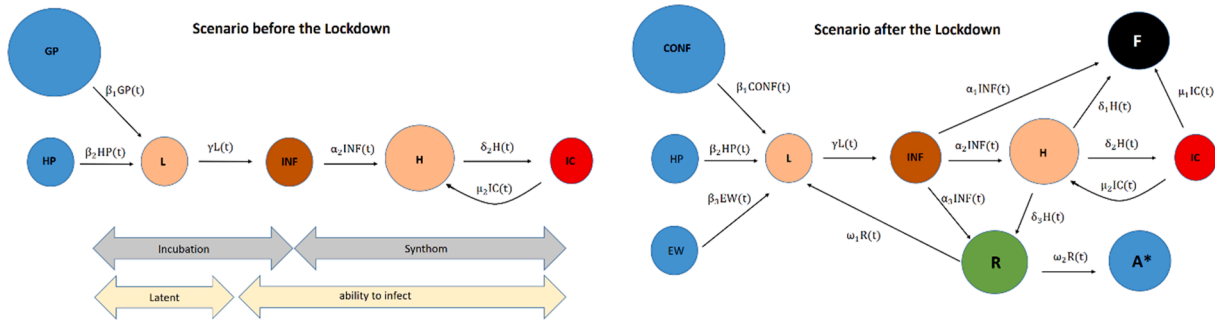 Scenario before the Lockdown
GP
β₁GP(t)
HP
β₂HP(t)
L
γL(t)
INF
α₂INF(t)
H
δ₂H(t)
IC
μ₂IC(t)
Incubation
Synthom
Latent
ability to infect
Scenario after the Lockdown
CONF
F
β₁CONF(t)
α₁INF(t)
δ₁H(t)
μ₁IC(t)
HP
β₂HP(t)
L
γL(t)
INF
α₂INF(t)
H
δ₂H(t)
IC
μ₂IC(t)
β₃EW(t)
α₃INF(t)
δ₃H(t)
EW
ω₁R(t)
R
ω₂R(t)
A*